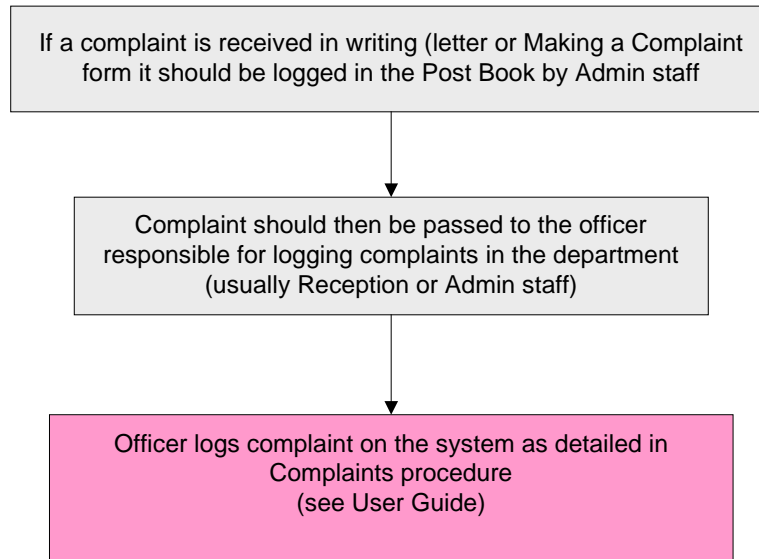 If a complaint is received in writing (letter or Making a Complaint
form it should be logged in the Post Book by Admin staff
Complaint should then be passed to the officer
responsible for logging complaints in the department
(usually Reception or Admin staff)
Officer logs complaint on the system as detailed in
Complaints procedure
(see User Guide)